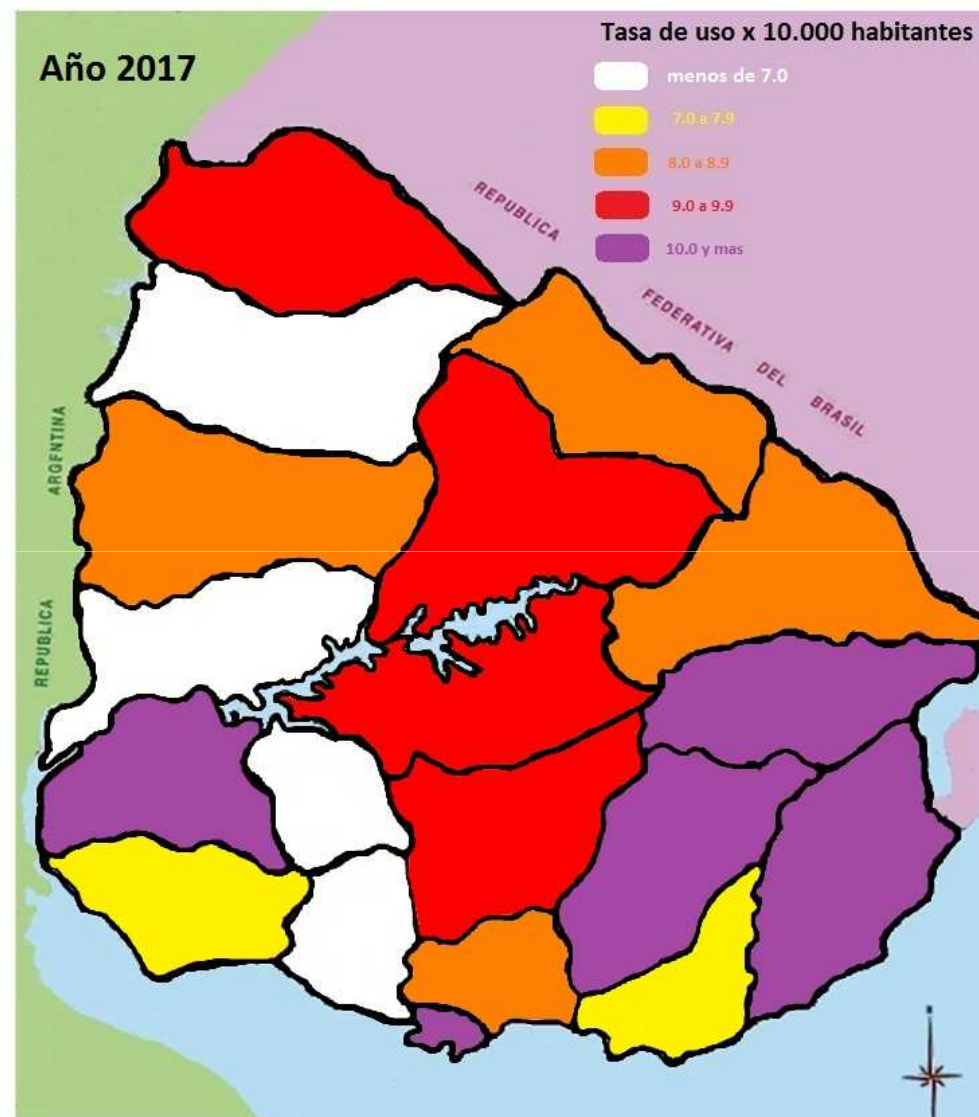 Año 2017
Tasa de uso x 10.000 habitantes
menos de 7.0
7.0 a 7.9
8.0 a 8.9
9.0 a 9.9
10.0 y mas
REPUBLICA
FEDERATIVA
DEL
BRASIL
REPUBLICA
ARGENTINA